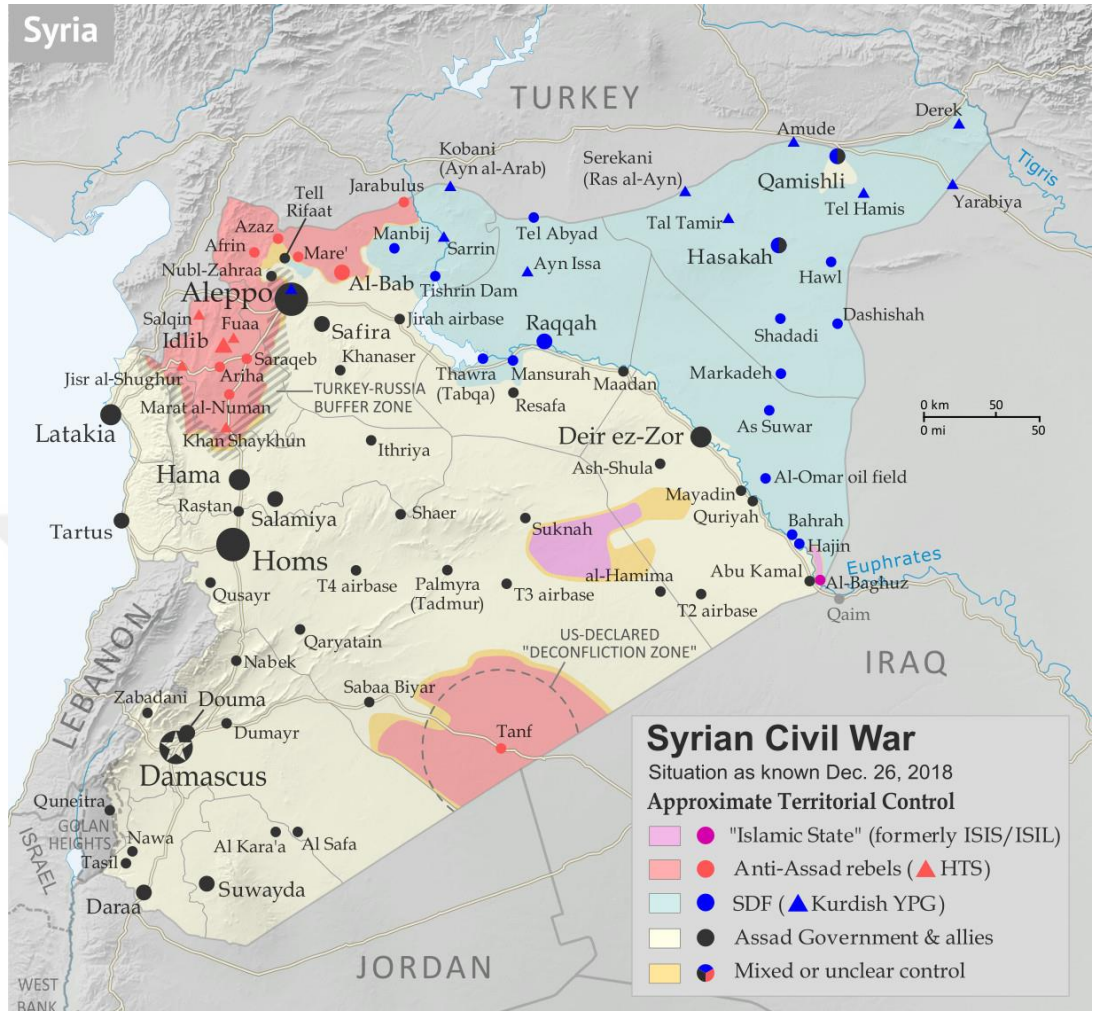 Syria
TURKEY
Derek
Amude
Kobani
(Ayn al-Arab)
Serekani
(Ras al-Ayn)
Tigris
Qamishli
Tell
Rifaat
Jarabulus
Tel Hamis
Yarabiya
Azaz
Manbij
Tel Abyad
Tal Tamir
Afrin
Mare'
Sarrin
Hasakah
Nubl-Zahraa
Al-Bab
Ayn Issa
Hawl
Aleppo
Tishrin Dam
Salqin
Fuaa
Safira
Jirah airbase
Raqqah
Shadadi
Dashishah
Idlib
Saraqeb
Khanaser
Jisr al-Shughur
Ariha
Thawra
(Tabqa)
Mansurah
Maadan
Markadeh
TURKEY-RUSSIA
BUFFER ZONE
Marat al-Numan
Resafa
0 km 50
0 mi 50
Latakia
Khan Shaykhun
Ithriya
Deir ez-Zor
As Suwar
Hama
Ash-Shula
Al-Omar oil field
Rastan
Salamiya
Shaer
Suknah
Mayadin
Quriyah
Tartus
Bahrah
Hajin
Homs
Euphrates
T4 airbase
Palmyra
(Tadmur)
T3 airbase
al-Hamima
Abu Kamal
Al-Baghuz
Qusayr
T2 airbase
Qaim
Qaryatain
US-DECLARED
"DECONFLICTION ZONE"
IRAQ
LEBANON
Nabek
Zabadani
Douma
Sabaa Biyar
Dumayr
Tanf
Damascus
Quneitra
GOLAN
HEIGHTS
Nawa
Al Kara'a
Al Safa
Tasil
ISRAEL
Suwayda
Daraa
JORDAN
WEST
BANK
Syrian Civil War
Situation as known Dec. 26, 2018
Approximate Territorial Control
"Islamic State" (formerly ISIS/ISIL)
Anti-Assad rebels ( HTS)
SDF ( Kurdish YPG)
Assad Government & allies
Mixed or unclear control